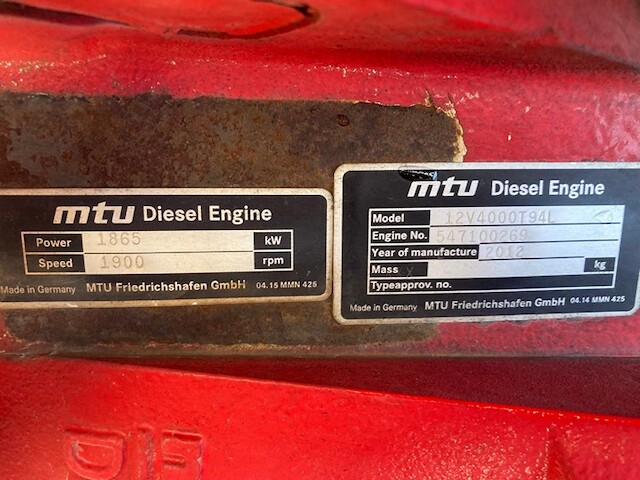 mtu Diesel Engine
Power 1865 kW
Speed 1900 rpm
MTU Friedrichshafen GmbH
Made in Germany 04.15 MMN 425
mtu Diesel Engine
Model 12V4000T94L
Engine No. 547100269
Year of manufacture 2012
Mass X kg
Typeapprov. no.
Made in Germany MTU Friedrichshafen GmbH 04.14 MMN 425